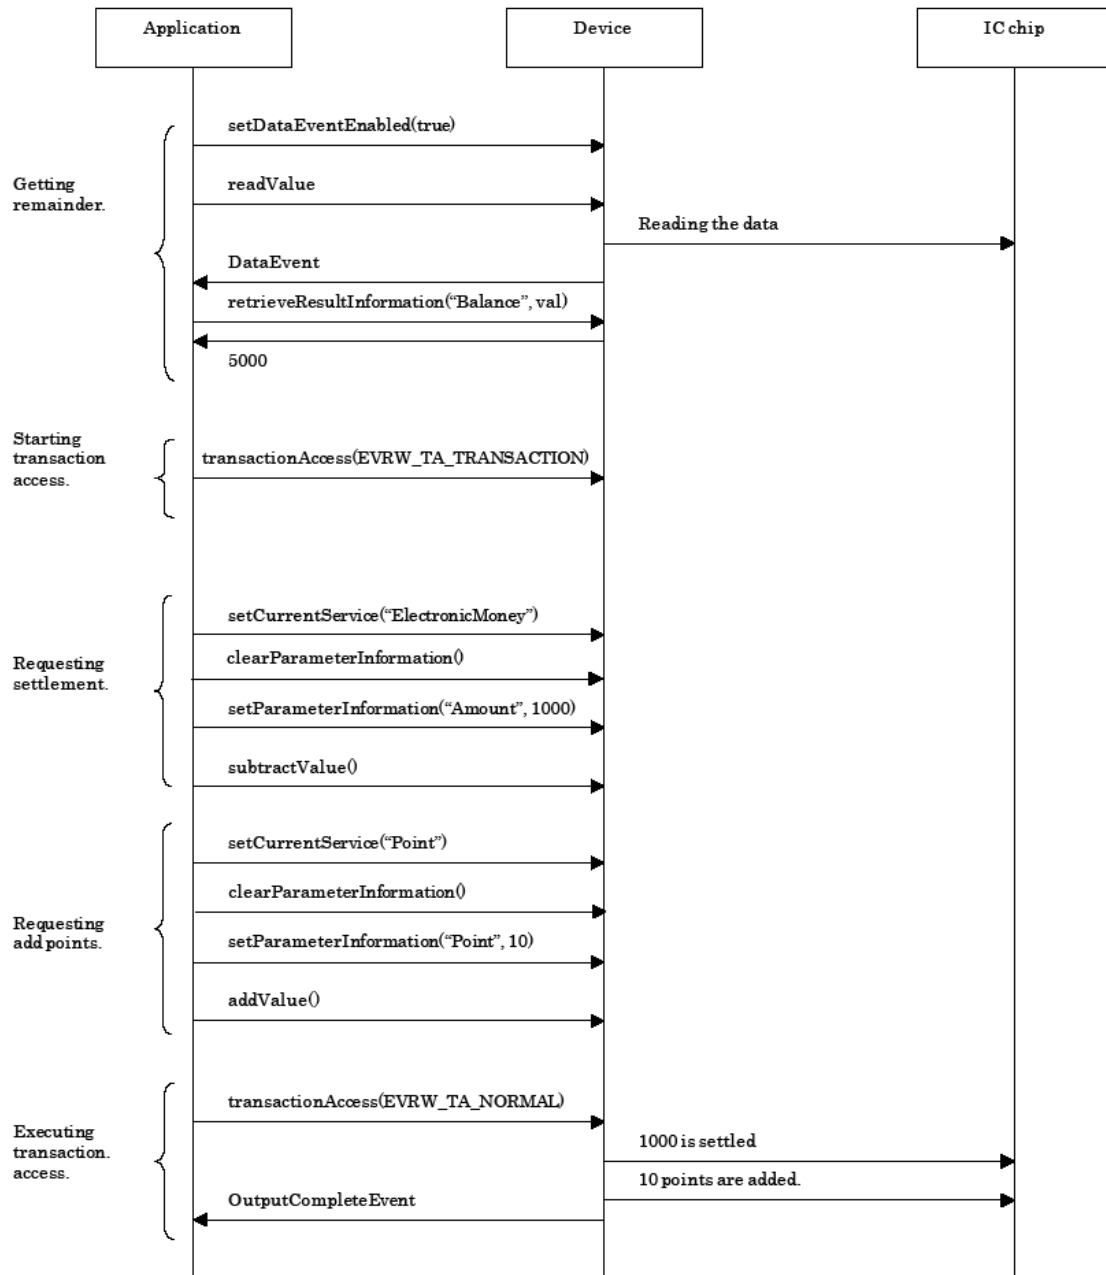 Application
Device
IC chip
setDataEventEnabled(true)
Getting
remainder.
readValue
Reading the data
DataEvent
retrieveResultInformation(“Balance”, val)
5000
Starting
transaction
access.
transactionAccess(EVRW_TA_TRANSACTION)
setCurrentService(“ElectronicMoney”)
Requesting
settlement.
clearParameterInformation()
setParameterInformation(“Amount”, 1000)
subtractValue()
setCurrentService(“Point”)
clearParameterInformation()
Requesting
add points.
setParameterInformation(“Point”, 10)
addValue()
transactionAccess(EVRW_TA_NORMAL)
Executing
transaction.
access.
1000 is settled
10 points are added.
OutputCompleteEvent